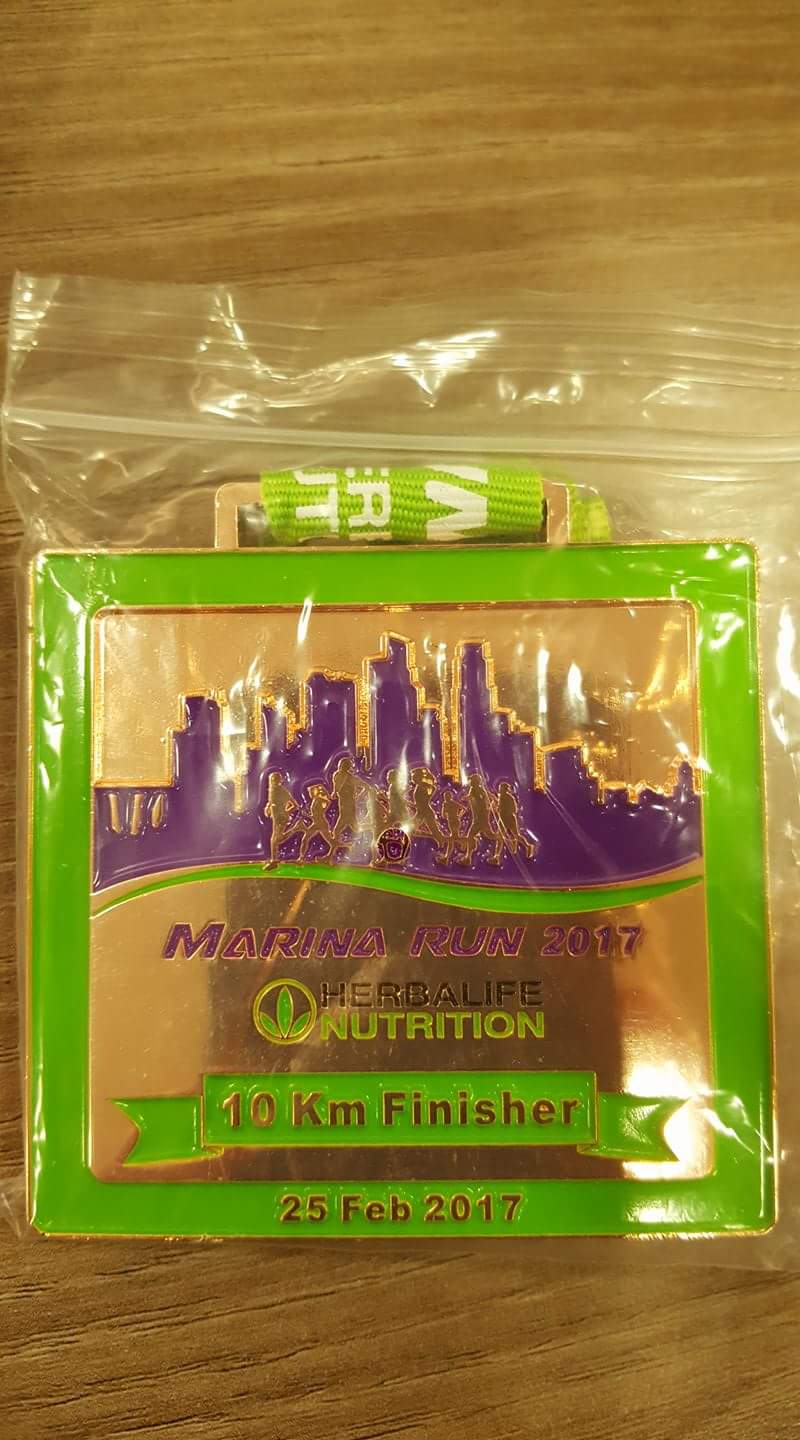 MARINA RUN 2017
HERBALIFE
NUTRITION
10 Km Finisher
25 Feb 2017